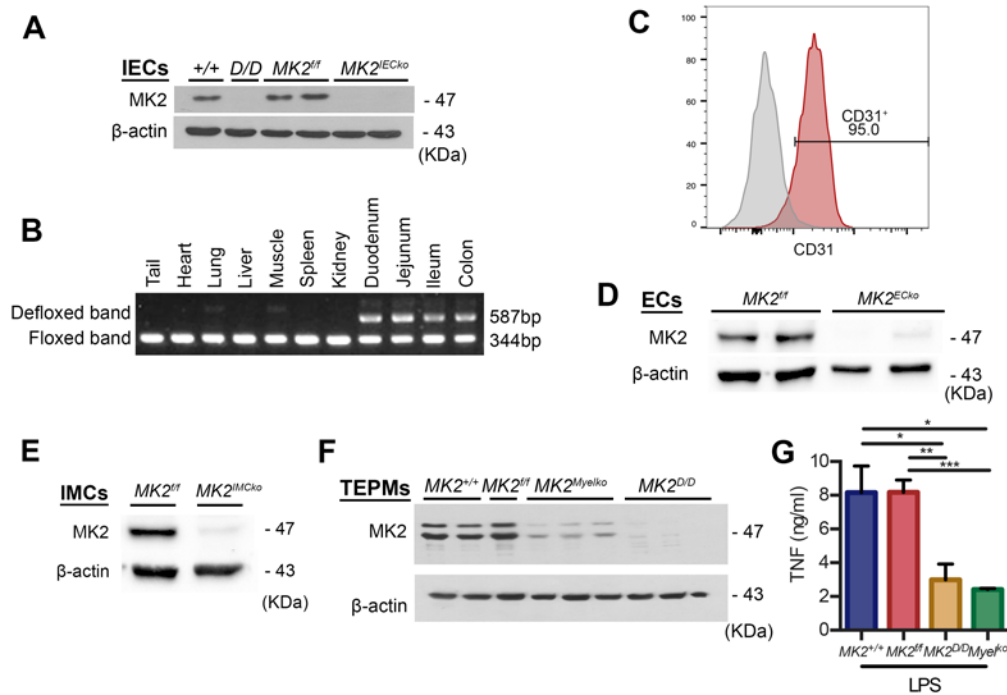 A
IECs +/+ D/D MK2f/f MK2IECko
MK2 - 47
β-actin - 43
(KDa)
B
Tail Heart Lung Liver Muscle Spleen Kidney Duodenum Jejunum Ileum Colon
Defloxed band 587bp
Floxed band 344bp
C
100
80
60
40
20
0
CD31+
95.0
CD31
D
ECs MK2f/f MK2ECko
MK2 - 47
β-actin - 43
(KDa)
E
IMCs MK2f/f MK2IMCko
MK2 - 47
β-actin - 43
(KDa)
F
TEPMs MK2+/+ MK2f/f MK2Myelko MK2D/D
MK2 - 47
β-actin - 43
(KDa)
G
*
*
**
***
TNF (ng/ml)
10
8
6
4
2
0
MK2+/+ MK2f/f MK2D/D Myelko
LPS